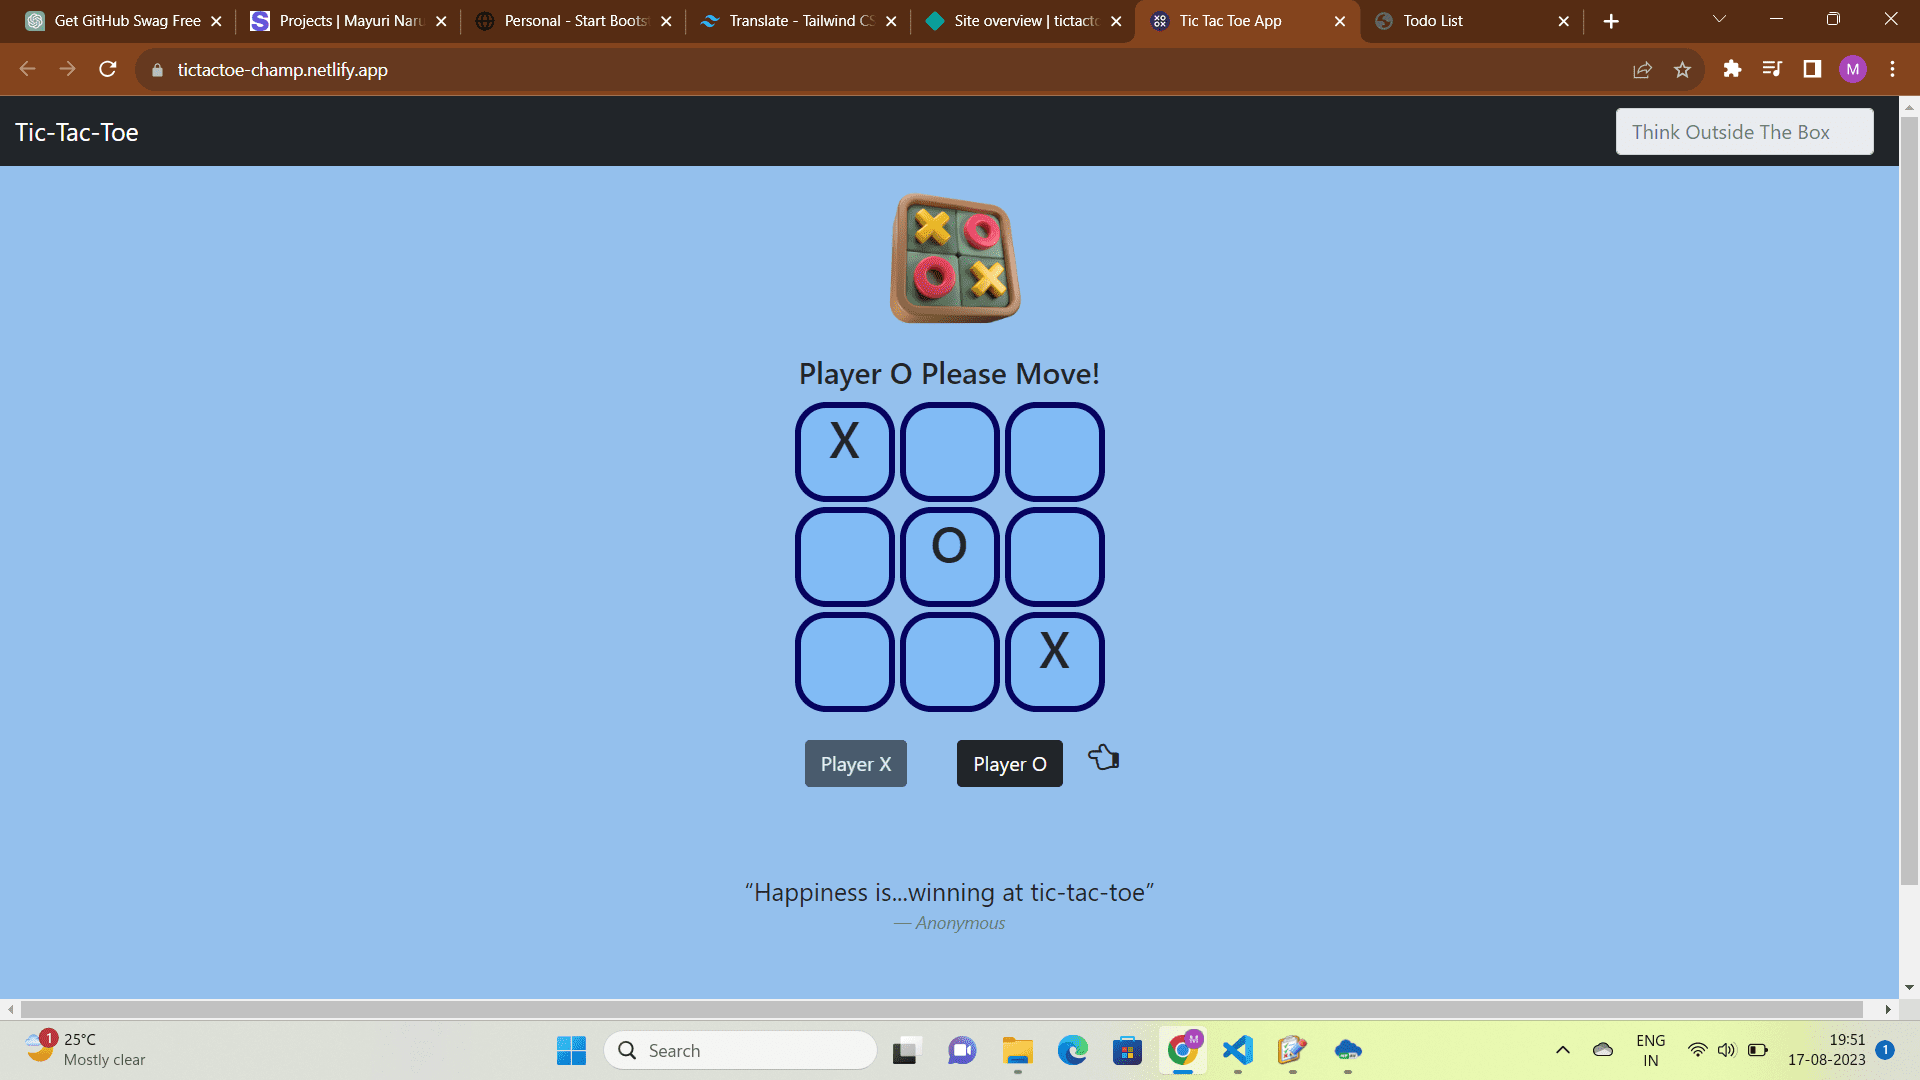 Get GitHub Swag Free
Projects | Mayuri Naru
Personal - Start Boots
Translate - Tailwind CS
Site overview | tictacto
Tic Tac Toe App
Todo List
tictactoe-champ.netlify.app
M
Tic-Tac-Toe
Think Outside The Box
Player O Please Move!
X
O
X
Player X
Player O
“Happiness is...winning at tic-tac-toe”
— Anonymous
1
25°C
Mostly clear
Search
M
ENG
IN
19:51
17-08-2023
1